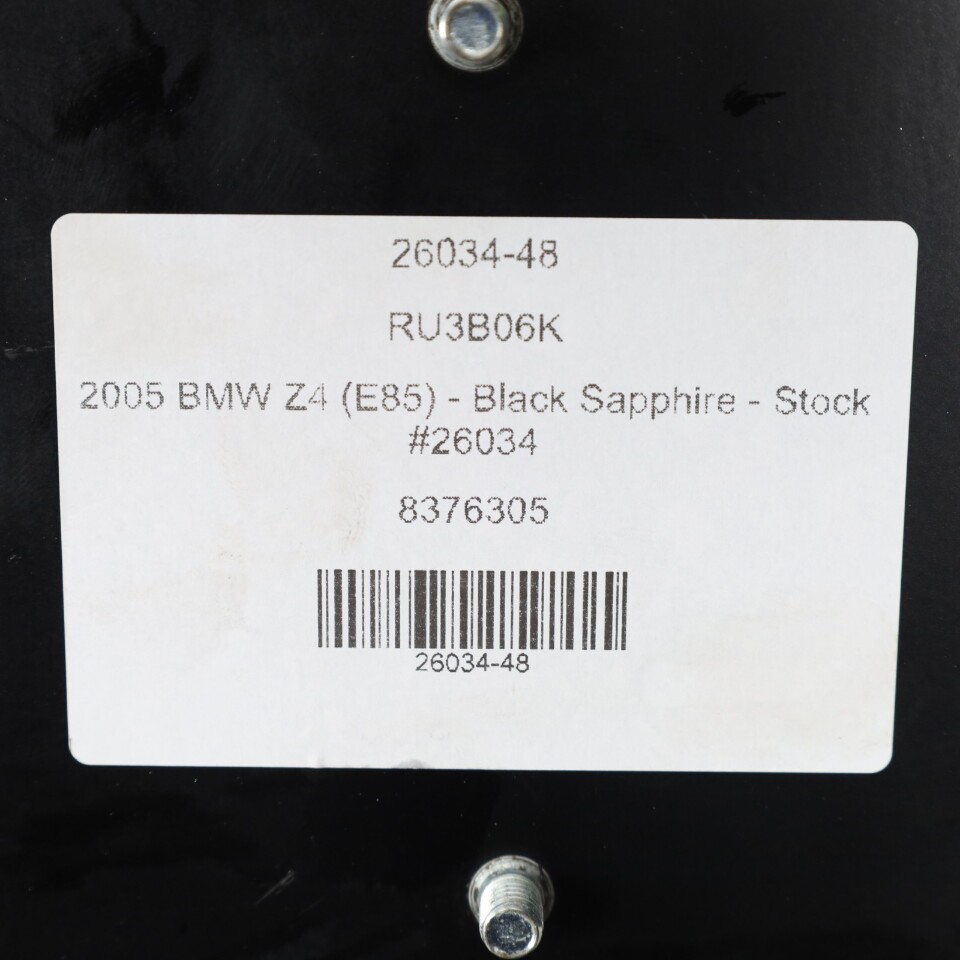 26034-48
RU3B06K
2005 BMW Z4 (E85) - Black Sapphire - Stock
#26034
8376305
26034-48